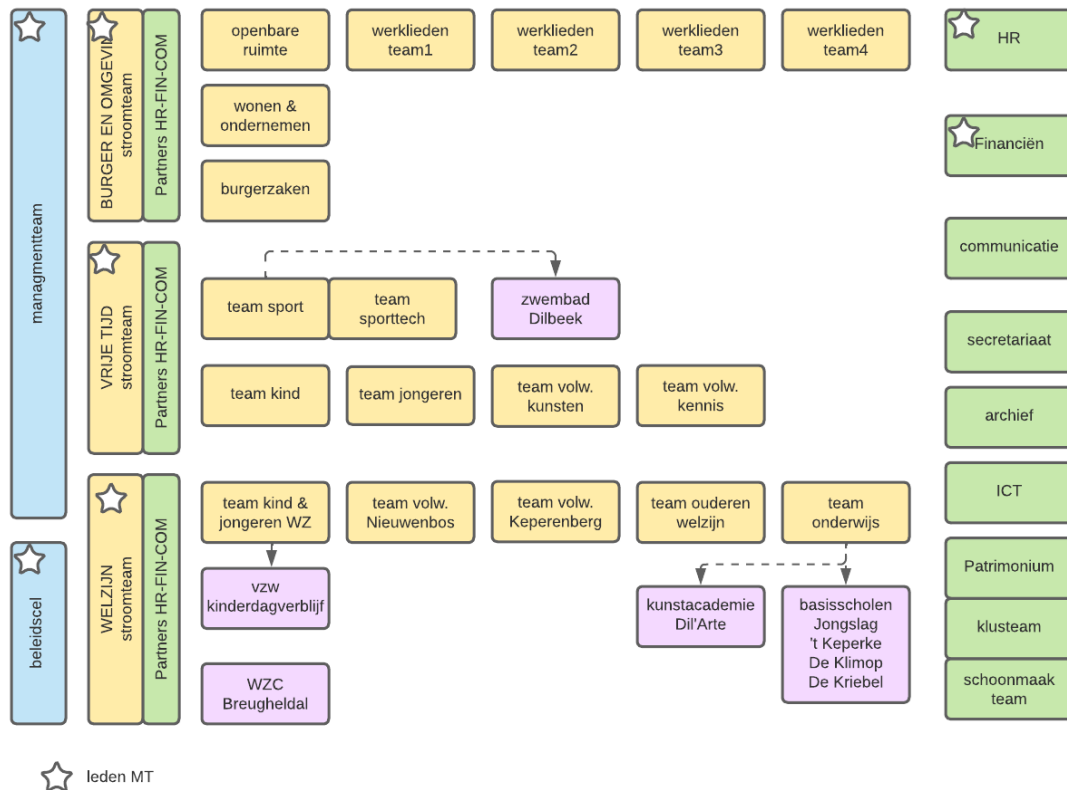 managmentteam
beleidscel
BURGER EN OMGEVIN
stroomteam
Partners HR-FIN-COM
openbare
ruimte
werklieden
team1
werklieden
team2
werklieden
team3
werklieden
team4
wonen &
ondernemen
burgerzaken
VRIJE TIJD
stroomteam
Partners HR-FIN-COM
team sport
team
sporttech
zwembad
Dilbeek
team kind
team jongeren
team volw.
kunsten
team volw.
kennis
WELZIJN
stroomteam
Partners HR-FIN-COM
team kind &
jongeren WZ
team volw.
Nieuwenbos
team volw.
Keperenberg
team ouderen
welzijn
team
onderwijs
vzw
kinderdagverblijf
kunstacademie
Dil'Arte
basisscholen
Jongslag
't Keperke
De Klimop
De Kriebel
WZC
Breugheldal
HR
Financiën
communicatie
secretariaat
archief
ICT
Patrimonium
klusteam
schoonmaak
team
leden MT